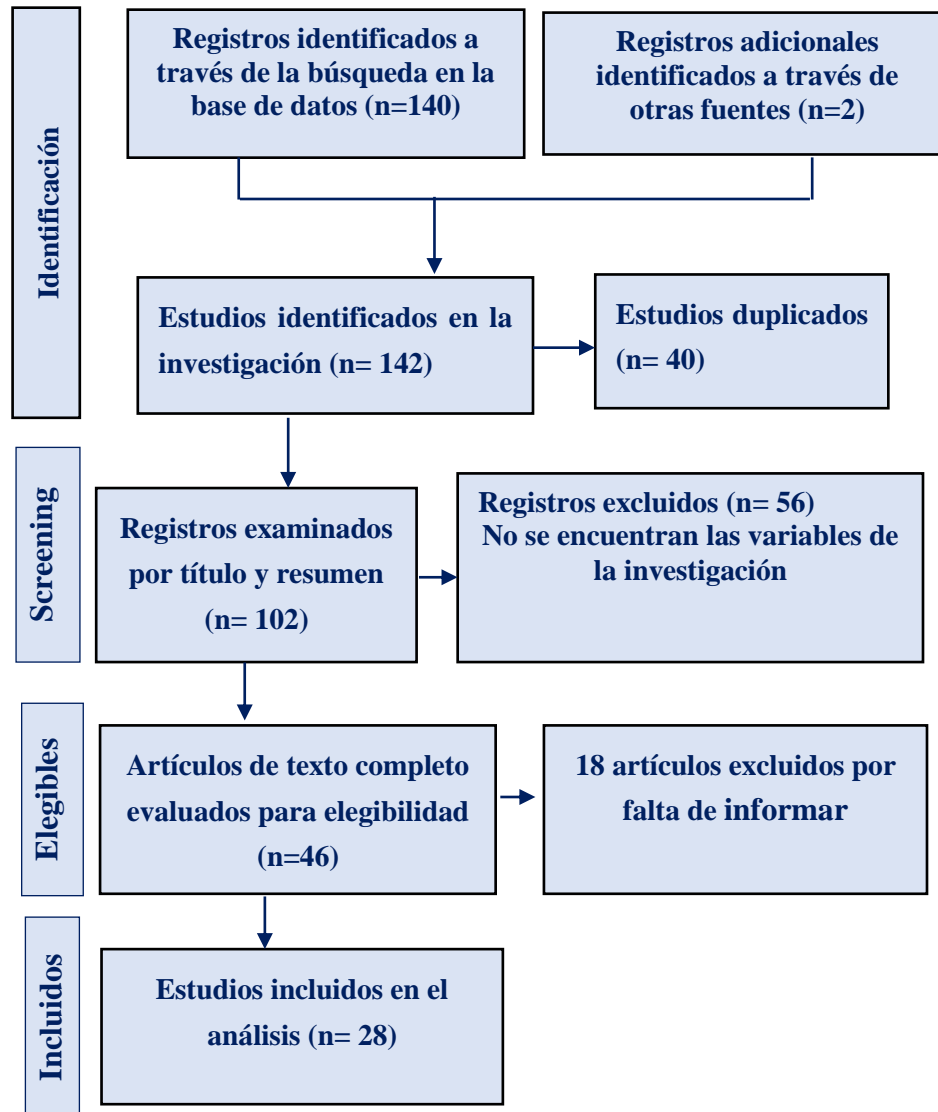 Identificación
Registros identificados a
través de la búsqueda en la
base de datos (n=140)
Registros adicionales
identificados a través de
otras fuentes (n=2)
Estudios identificados en la
investigación (n= 142)
Estudios duplicados
(n= 40)
Screening
Registros examinados
por título y resumen
(n= 102)
Registros excluidos (n= 56)
No se encuentran las variables de
la investigación
Elegibles
Artículos de texto completo
evaluados para elegibilidad
(n=46)
18 artículos excluidos por
falta de informar
Incluidos
Estudios incluidos en el
análisis (n= 28)